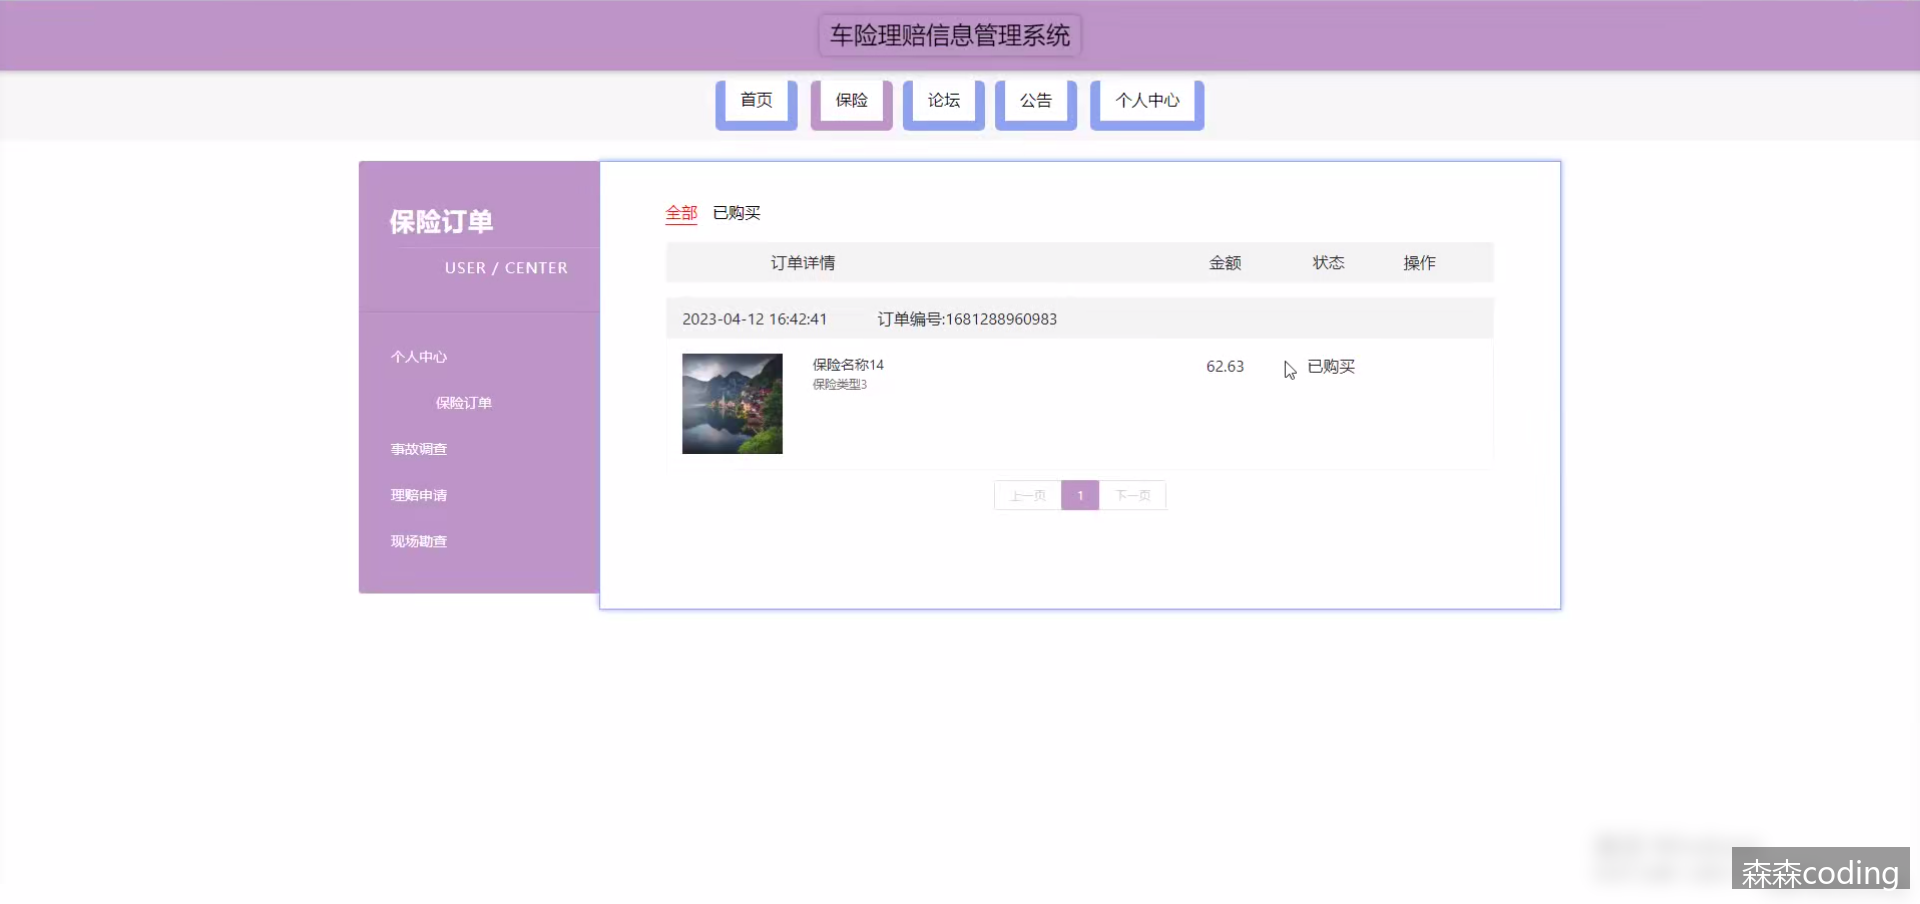 车险理赔信息管理系统
首页 保险 论坛 公告 个人中心
保险订单
USER / CENTER
个人中心
保险订单
事故调查
理赔申请
现场勘查
全部 已购买
订单详情 金额 状态 操作
2023-04-12 16:42:41 订单编号:1681288960983
保险名称14 62.63 已购买
保险类型3
上一页 1 下一页
森森coding